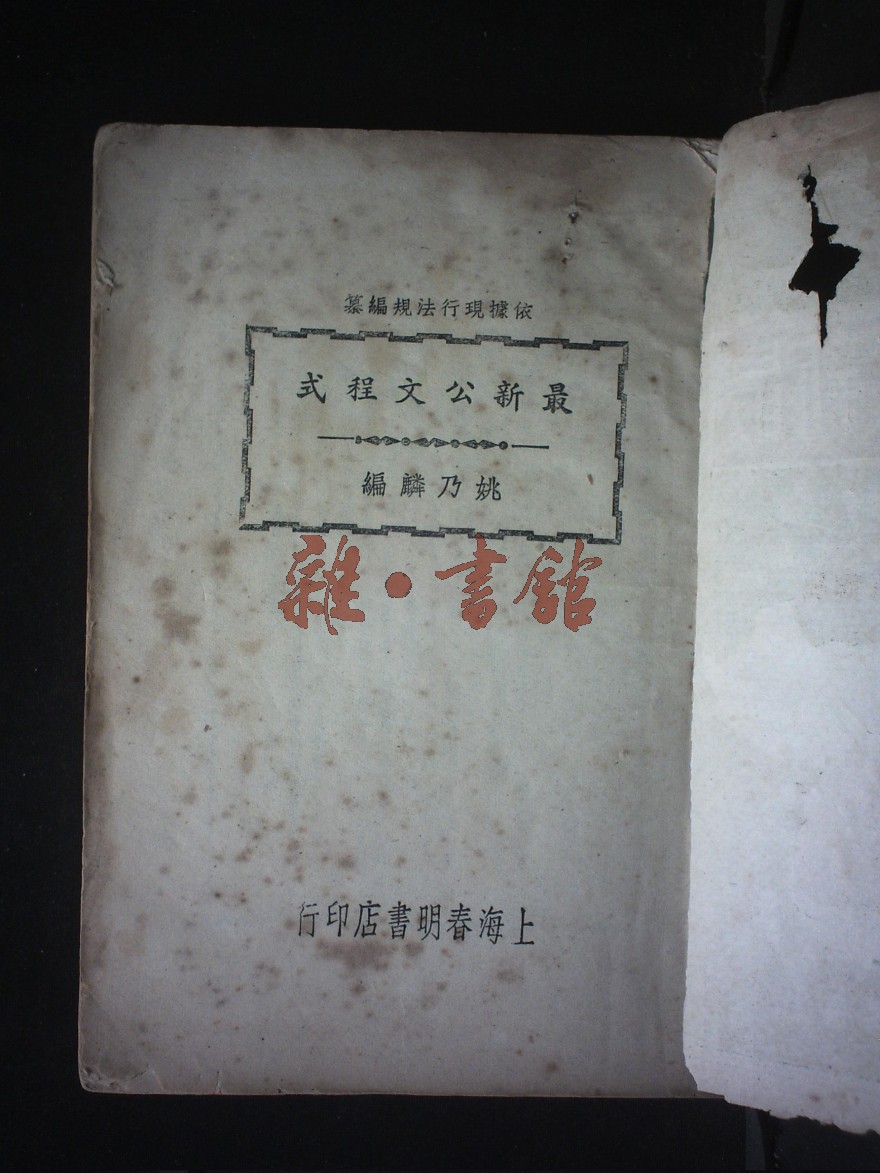 依據現行法規編纂
最新公文程式
姚乃麟編
雜·書館
上海春明書店印行